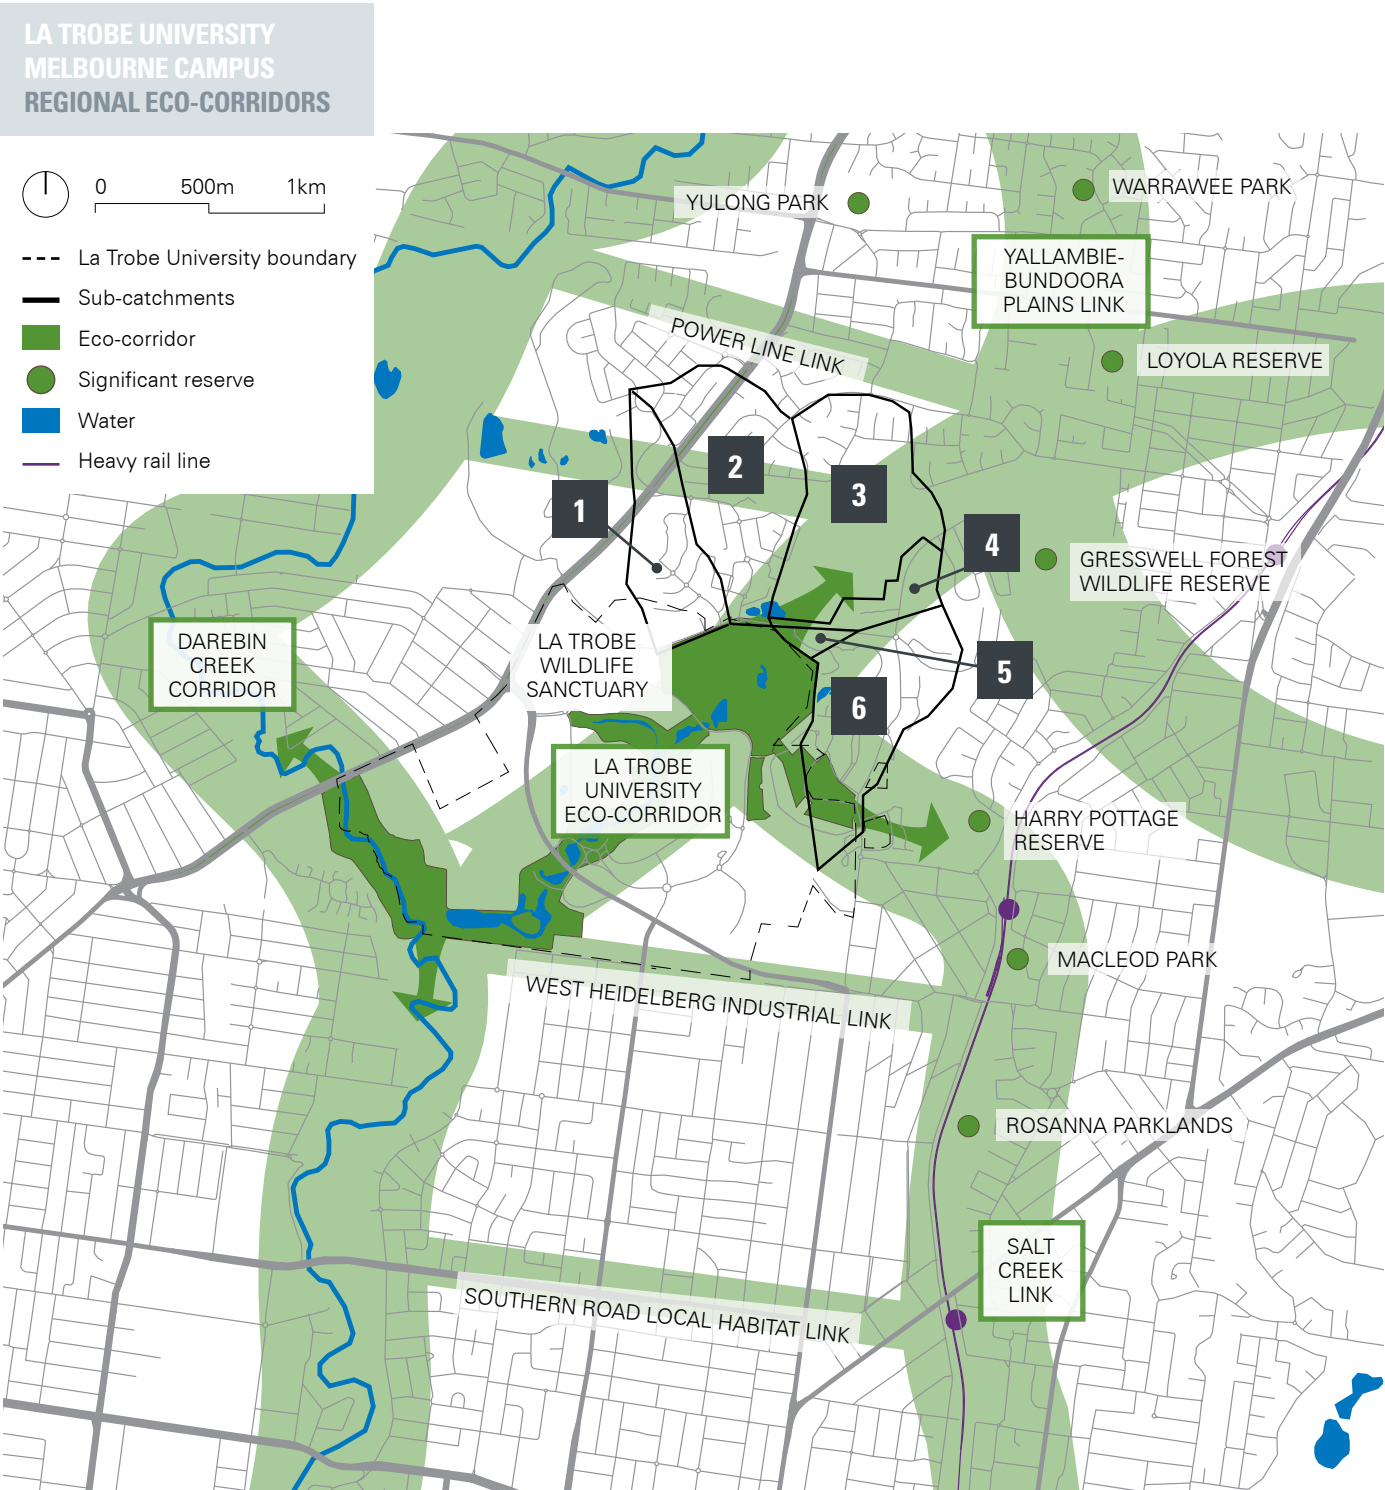 LA TROBE UNIVERSITY
MELBOURNE CAMPUS
REGIONAL ECO-CORRIDORS
0 500m 1km
La Trobe University boundary
Sub-catchments
Eco-corridor
Significant reserve
Water
Heavy rail line
YULONG PARK
WARRAWEE PARK
YALLAMBIE-
BUNDOORA
PLAINS LINK
POWER LINE LINK
LOYOLA RESERVE
2
3
1
4
GRESSWELL FOREST
WILDLIFE RESERVE
DAREBIN
CREEK
CORRIDOR
LA TROBE
WILDLIFE
SANCTUARY
5
6
LA TROBE
UNIVERSITY
ECO-CORRIDOR
HARRY POTTAGE
RESERVE
MACLEOD PARK
WEST HEIDELBERG INDUSTRIAL LINK
ROSANNA PARKLANDS
SALT
CREEK
LINK
SOUTHERN ROAD LOCAL HABITAT LINK